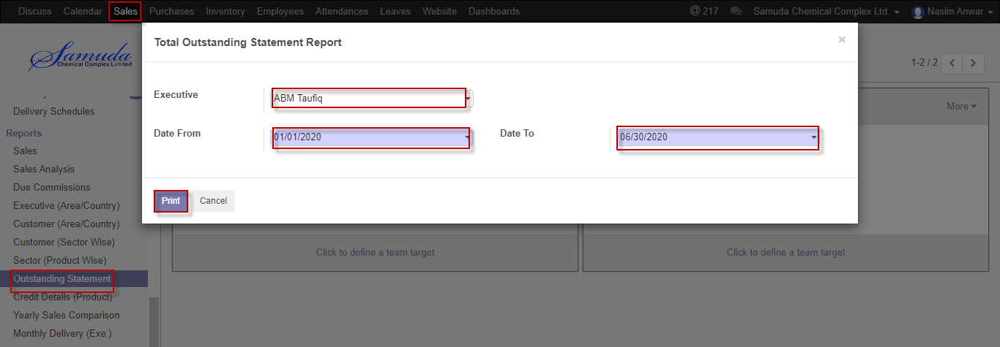 Discuss Calendar Sales Purchases Inventory Employees Attendances Leaves Website Dashboards @ 217 Samuda Chemical Complex Ltd. Nasim Anwar
Samuda
Chemical Complex Limited
Delivery Schedules
Reports
Sales
Sales Analysis
Due Commissions
Executive (Area/Country)
Customer (Area/Country)
Customer (Sector Wise)
Sector (Product Wise)
Outstanding Statement
Credit Details (Product)
Yearly Sales Comparison
Monthly Delivery (Exe.)
Total Outstanding Statement Report ×
Executive ABM Taufiq
Date From 01/01/2020 Date To 06/30/2020
Print Cancel
1-2 / 2
More
Click to define a team target Click to define a team target